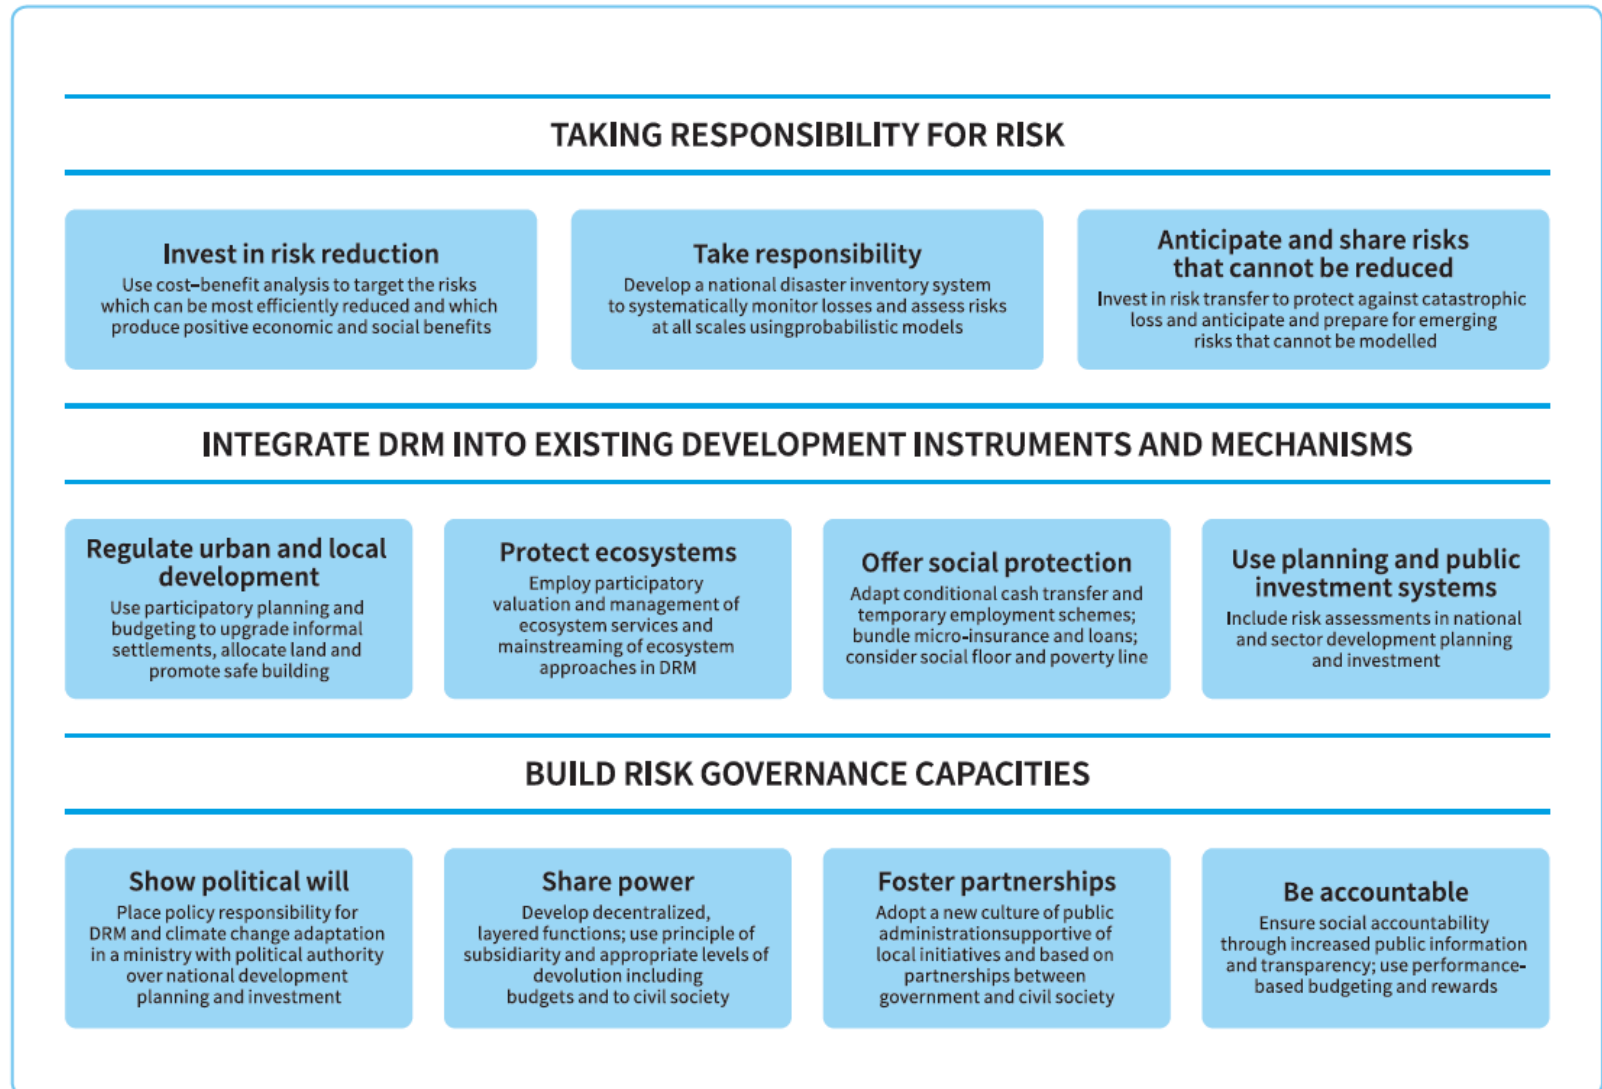 TAKING RESPONSIBILITY FOR RISK
Invest in risk reduction
Use cost–benefit analysis to target the risks
which can be most efficiently reduced and which
produce positive economic and social benefits
Take responsibility
Develop a national disaster inventory system
to systematically monitor losses and assess risks
at all scales usingprobabilistic models
Anticipate and share risks
that cannot be reduced
Invest in risk transfer to protect against catastrophic
loss and anticipate and prepare for emerging
risks that cannot be modelled
INTEGRATE DRM INTO EXISTING DEVELOPMENT INSTRUMENTS AND MECHANISMS
Regulate urban and local
development
Use participatory planning and
budgeting to upgrade informal
settlements, allocate land and
promote safe building
Protect ecosystems
Employ participatory
valuation and management of
ecosystem services and
mainstreaming of ecosystem
approaches in DRM
Offer social protection
Adapt conditional cash transfer and
temporary employment schemes;
bundle micro-insurance and loans;
consider social floor and poverty line
Use planning and public
investment systems
Include risk assessments in national
and sector development planning
and investment
BUILD RISK GOVERNANCE CAPACITIES
Show political will
Place policy responsibility for
DRM and climate change adaptation
in a ministry with political authority
over national development
planning and investment
Share power
Develop decentralized,
layered functions; use principle of
subsidiarity and appropriate levels of
devolution including
budgets and to civil society
Foster partnerships
Adopt a new culture of public
administrationsupportive of
local initiatives and based on
partnerships between
government and civil society
Be accountable
Ensure social accountability
through increased public information
and transparency; use performance-
based budgeting and rewards